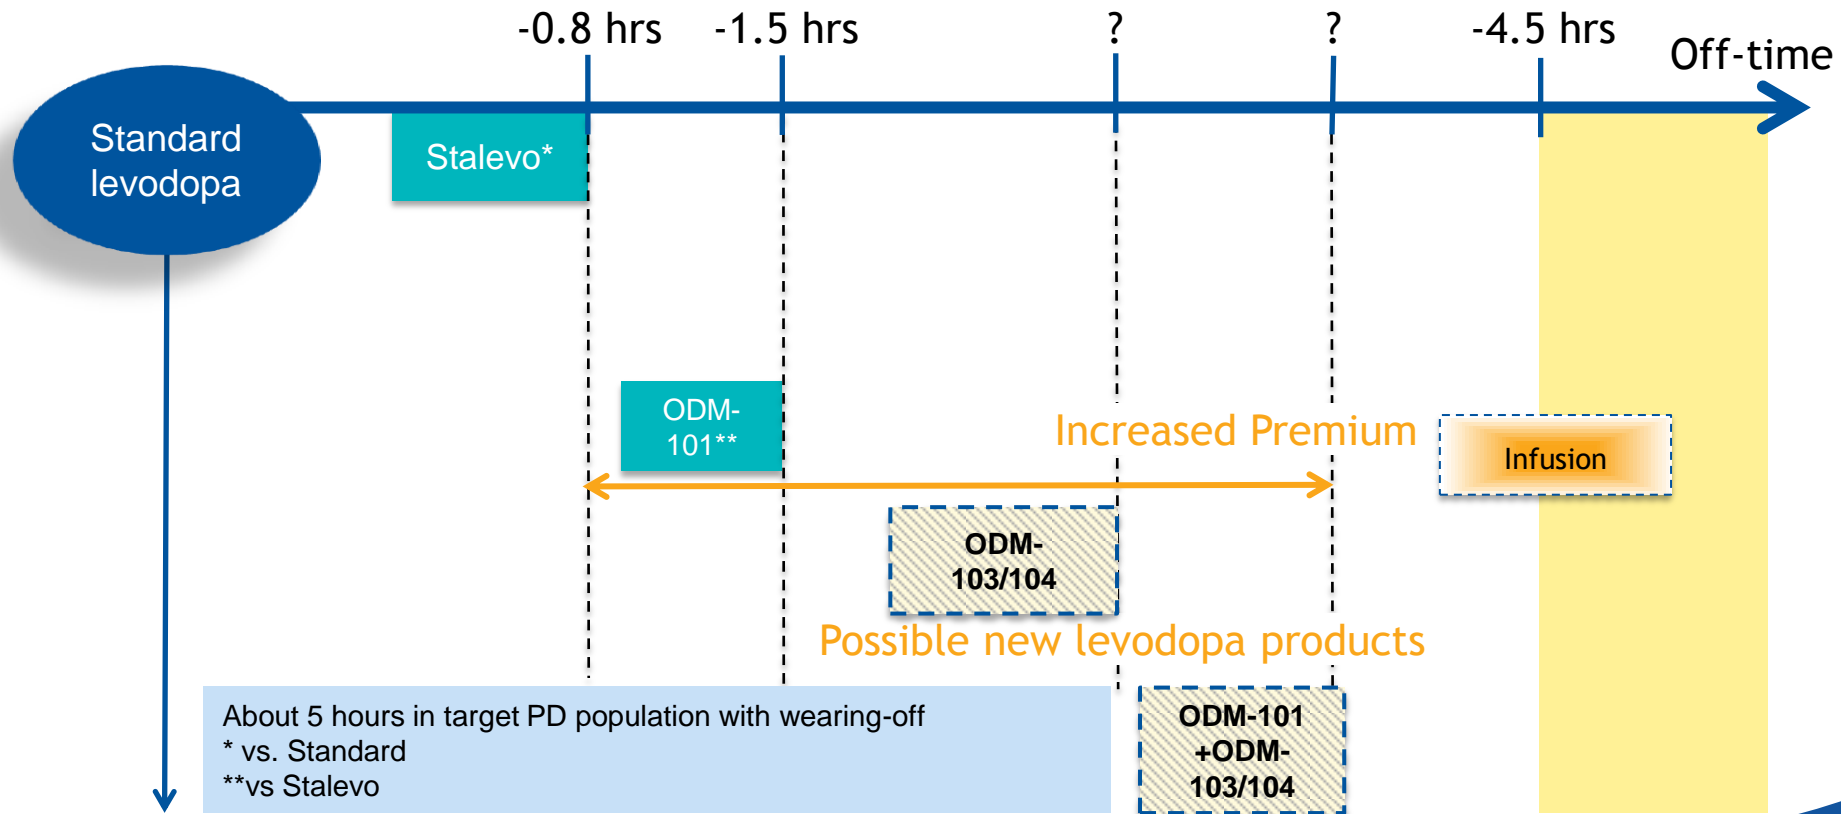 -0.8 hrs
-1.5 hrs
?
?
-4.5 hrs
Off-time
Standard
levodopa
Stalevo*
ODM-
101**
Increased Premium
Infusion
ODM-
103/104
Possible new levodopa products
About 5 hours in target PD population with wearing-off
* vs. Standard
**vs Stalevo
ODM-101
+ODM-
103/104